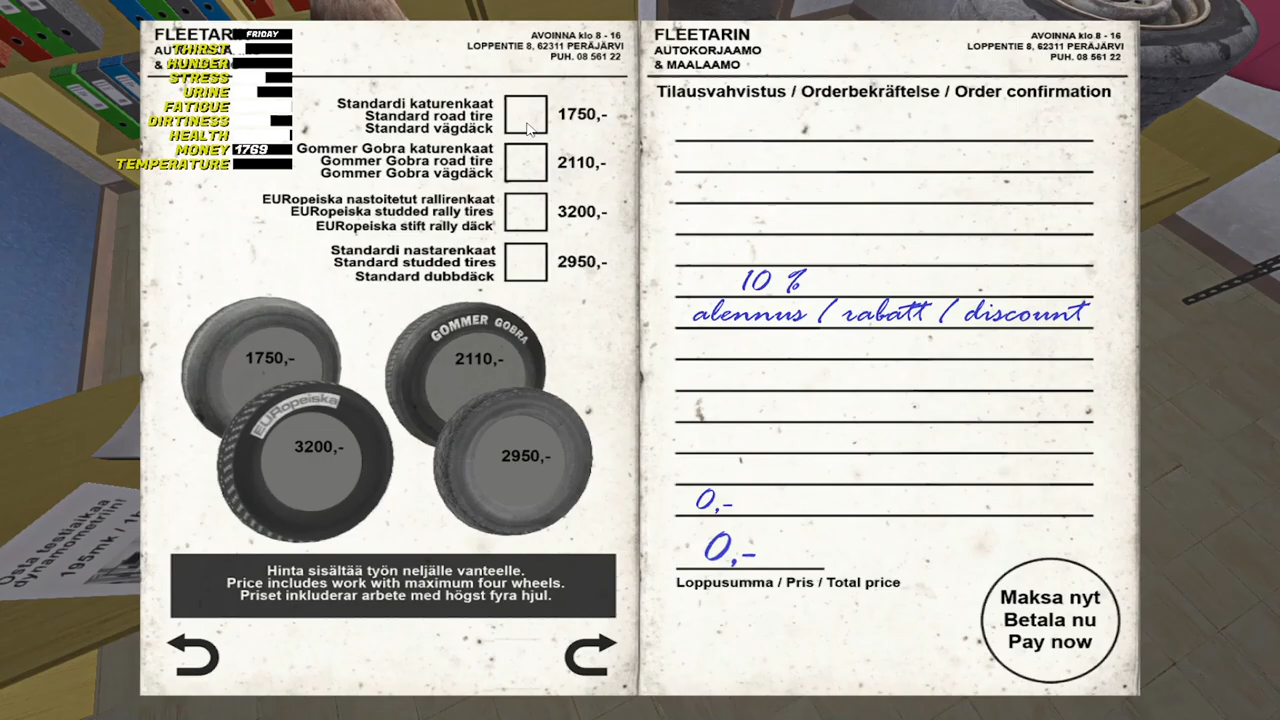 FRIDAY
THIRST
HUNGER
STRESS
URINE
FATIGUE
DIRTINESS
HEALTH
MONEY 1769
TEMPERATURE
AVOINNA klo 8 - 16
LOPPENTIE 8, 62311 PERÄJÄRVI
PUH. 08 561 22
Standardi katurenkaat
Standard road tire
Standard vägdäck
1750,-
Gommer Gobra katurenkaat
Gommer Gobra road tire
Gommer Gobra vägdäck
2110,-
EURopeiska nastoitetut rallirenkaat
EURopeiska studded rally tires
EURopeiska stift rally däck
3200,-
Standardi nastarenkaat
Standard studded tires
Standard dubbdäck
2950,-
1750,-
GOMMER GOBRA
2110,-
EURopeiska
3200,-
2950,-
Hinta sisältää työn neljälle vanteelle.
Price includes work with maximum four wheels.
Priset inkluderar arbete med högst fyra hjul.
FLEETARIN
AUTOKORJAAMO
& MAALAAMO
AVOINNA klo 8 - 16
LOPPENTIE 8, 62311 PERÄJÄRVI
PUH. 08 561 22
Tilausvahvistus / Orderbekräftelse / Order confirmation
10 %
alennus / rabatt / discount
0,-
0,-
Loppusumma / Pris / Total price
Maksa nyt
Betala nu
Pay now
Osta testiaikaa
dynamometriin!
195mk / 1h